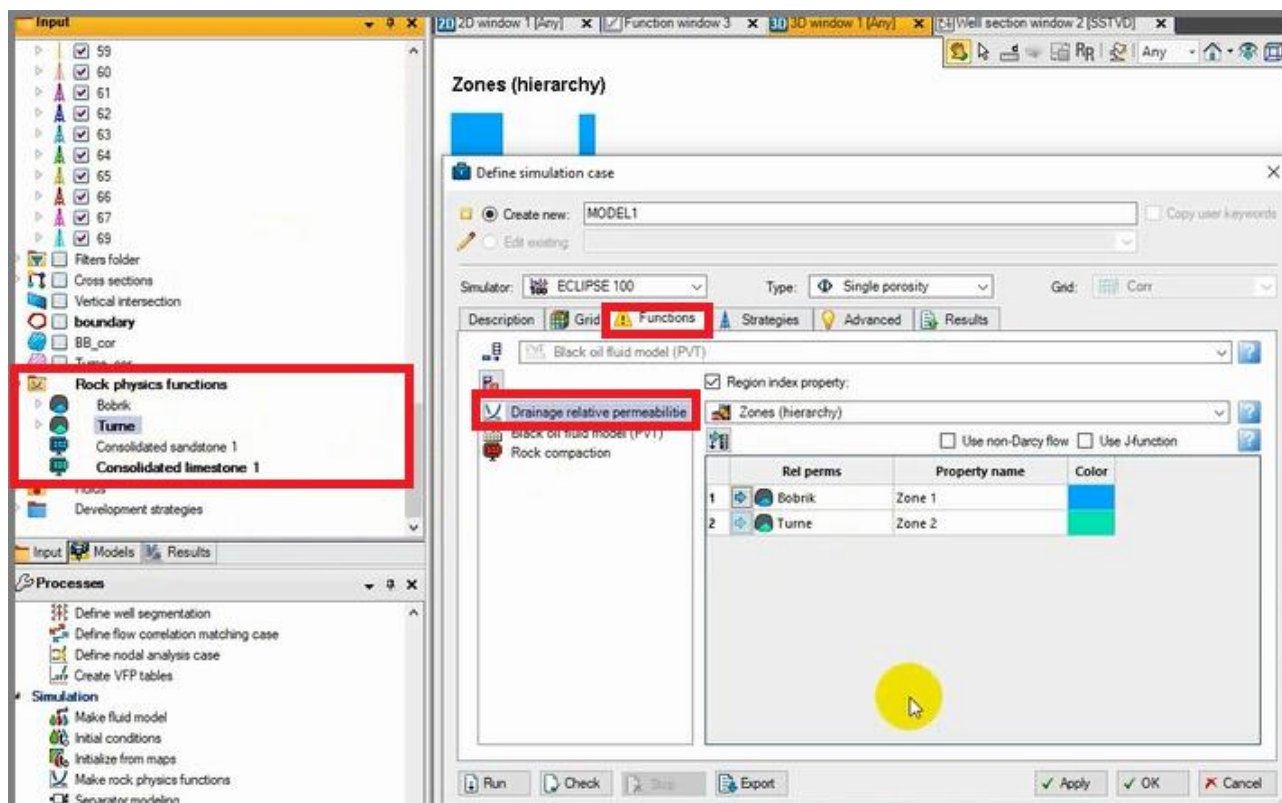 Input
59
60
61
62
63
64
65
66
67
69
Filters folder
Cross sections
Vertical intersection
boundary
BB_cor
Rock physics functions
Bobrik
Turne
Consolidated sandstone 1
Consolidated limestone 1
Development strategies
Input Models Results
Processes
Define well segmentation
Define flow correlation matching case
Define nodal analysis case
Create VFP tables
Simulation
Make fluid model
Initial conditions
Initialize from maps
Make rock physics functions
Separator modeling
2D 2D window 1 [Any] Function window 3 3D 3D window 1 [Any] Well section window 2 [SSTVD]
Any
Zones (hierarchy)
Define simulation case
Create new: MODEL1 Copy user keywords
Edit existing:
Simulator: ECLIPSE 100 Type: Single porosity Grid: Corr
Description Grid Functions Strategies Advanced Results
Black oil fluid model (PVT)
Region index property:
Drainage relative permeabilitie Zones (hierarchy)
Black oil fluid model (PVT) Use non-Darcy flow Use J-function
Rock compaction
Rel perms Property name Color
1 Bobrik Zone 1
2 Turne Zone 2
Run Check Stop Export Apply OK Cancel